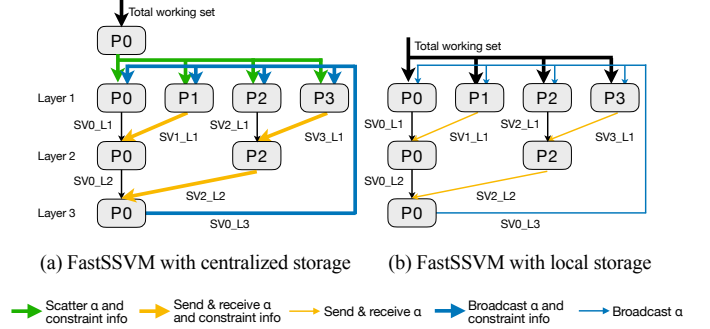 Total working set
P0
Total working set
Layer 1
P0
P1
P2
P3
P0
P1
P2
P3
SV0_L1
SV1_L1
SV2_L1
SV3_L1
SV0_L1
SV1_L1
SV2_L1
SV3_L1
Layer 2
P0
P2
P0
P2
SV0_L2
SV2_L2
SV0_L2
SV2_L2
Layer 3
P0
P0
SV0_L3
SV0_L3
(a) FastSSVM with centralized storage
(b) FastSSVM with local storage
Scatter α and
constraint info
Send & receive α
and constraint info
Send & receive α
Broadcast α and
constraint info
Broadcast α